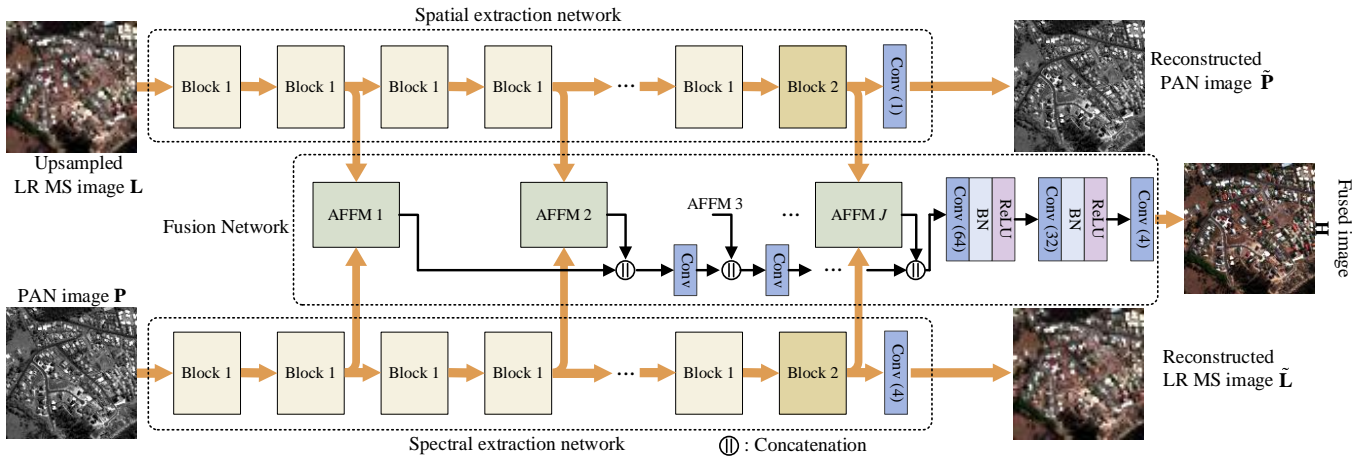 Spatial extraction network
Block 1
Block 1
Block 1
Block 1
...
Block 1
Block 2
Conv (1)
Reconstructed
PAN image P̃
Upsampled
LR MS image L
Fusion Network
AFFM 1
AFFM 2
AFFM 3
...
AFFM J
Conv
Conv
...
Conv (64)
BN
ReLU
Conv (32)
BN
ReLU
Conv (4)
Fused image
H
PAN image P
Block 1
Block 1
Block 1
Block 1
...
Block 1
Block 2
Conv (4)
Reconstructed
LR MS image L̃
Spectral extraction network
: Concatenation